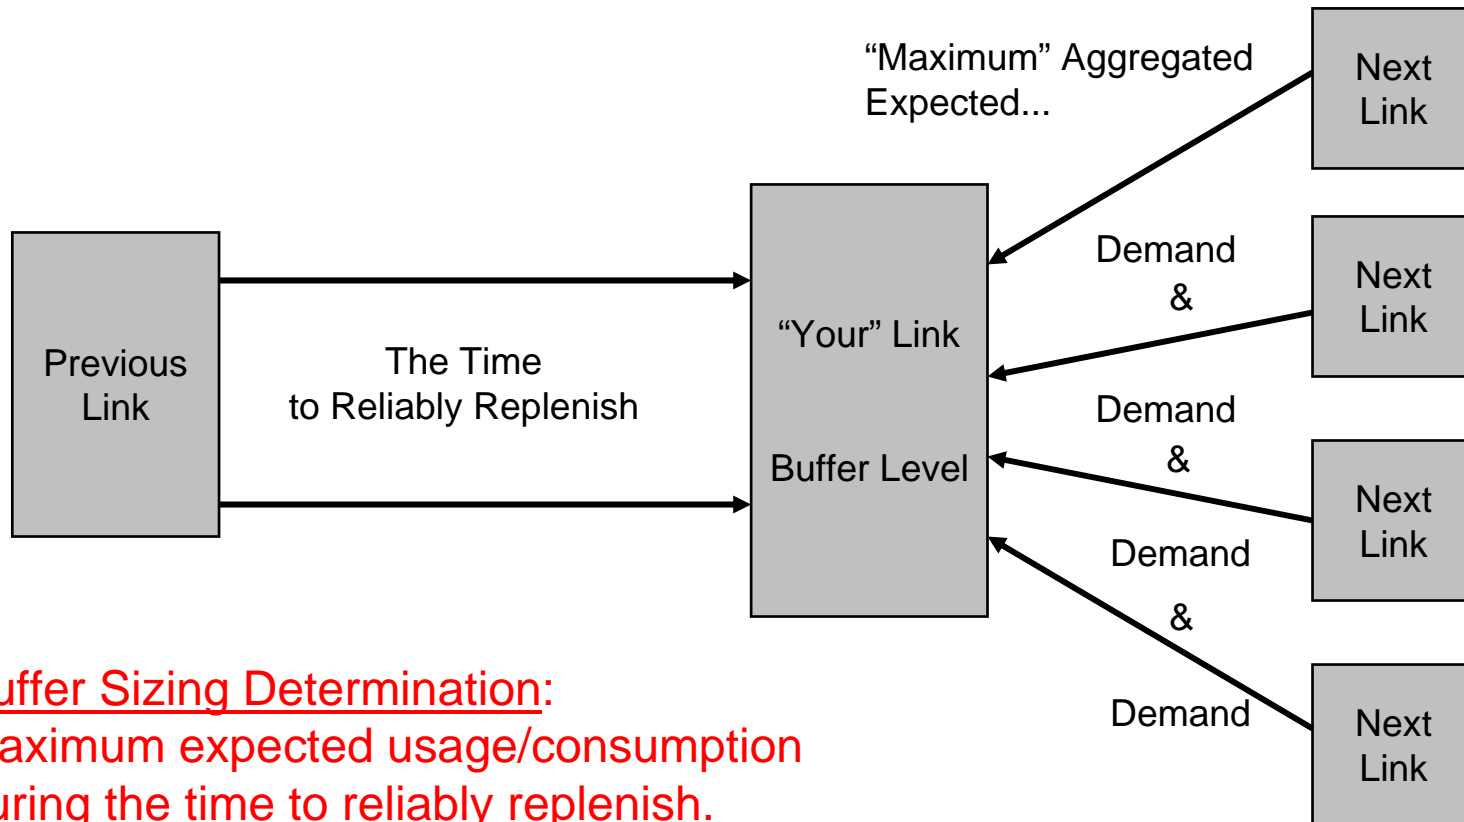 “Maximum” Aggregated
Expected...
Next
Link
Demand
&
Next
Link
Previous
Link
The Time
to Reliably Replenish
“Your” Link
Buffer Level
Demand
&
Next
Link
Demand
&
Demand
Next
Link
uffer Sizing Determination:
aximum expected usage/consumption
uring the time to reliably replenish.